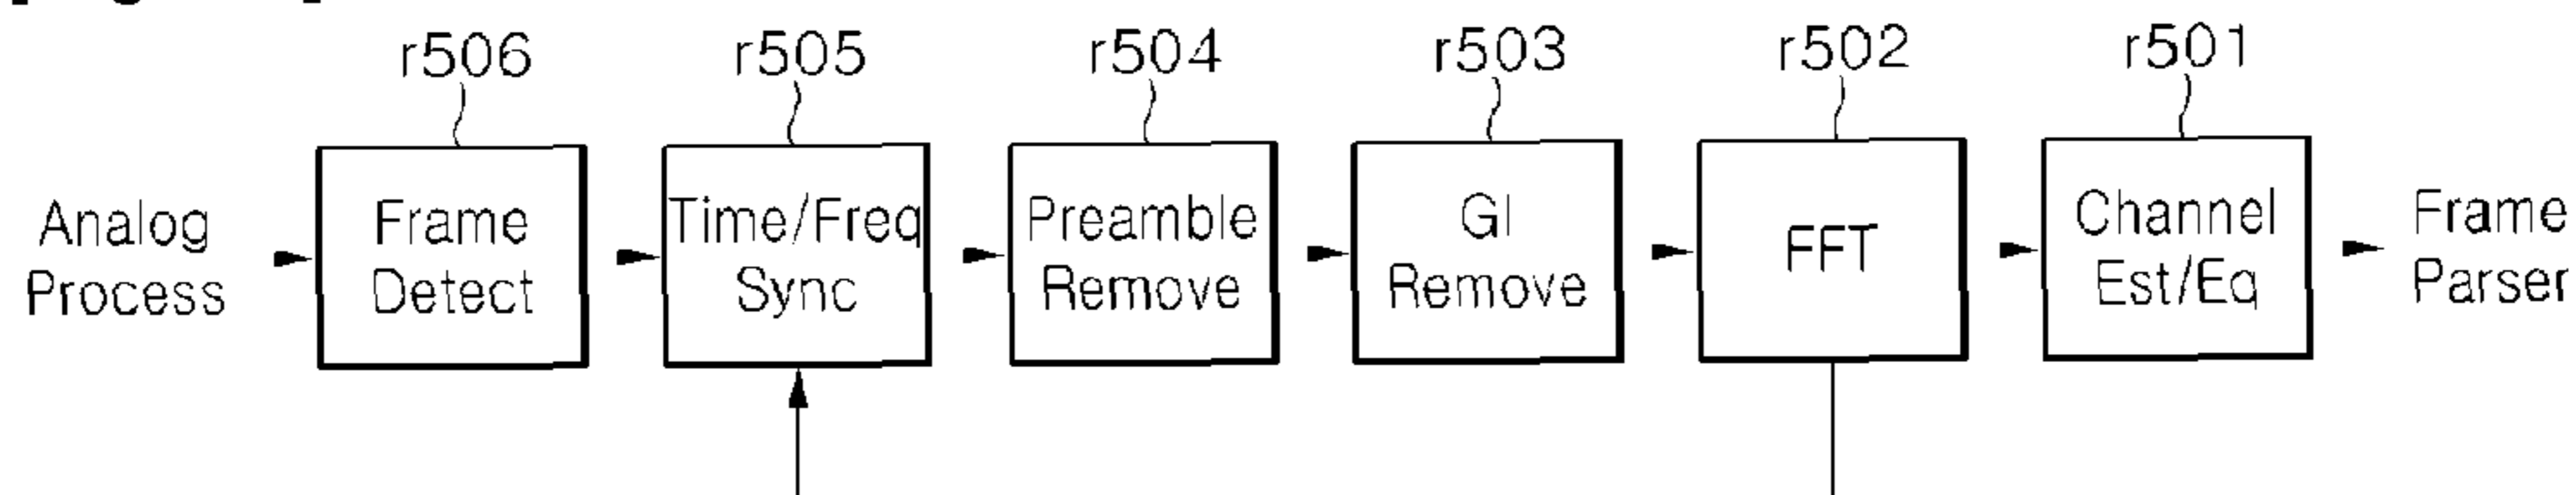 r506 r505 r504 r503 r502 r501
Analog
Process
Frame
Detect
Time/Freq
Sync
Preamble
Remove
GI
Remove
FFT
Channel
Est/Eq
Frame
Parser